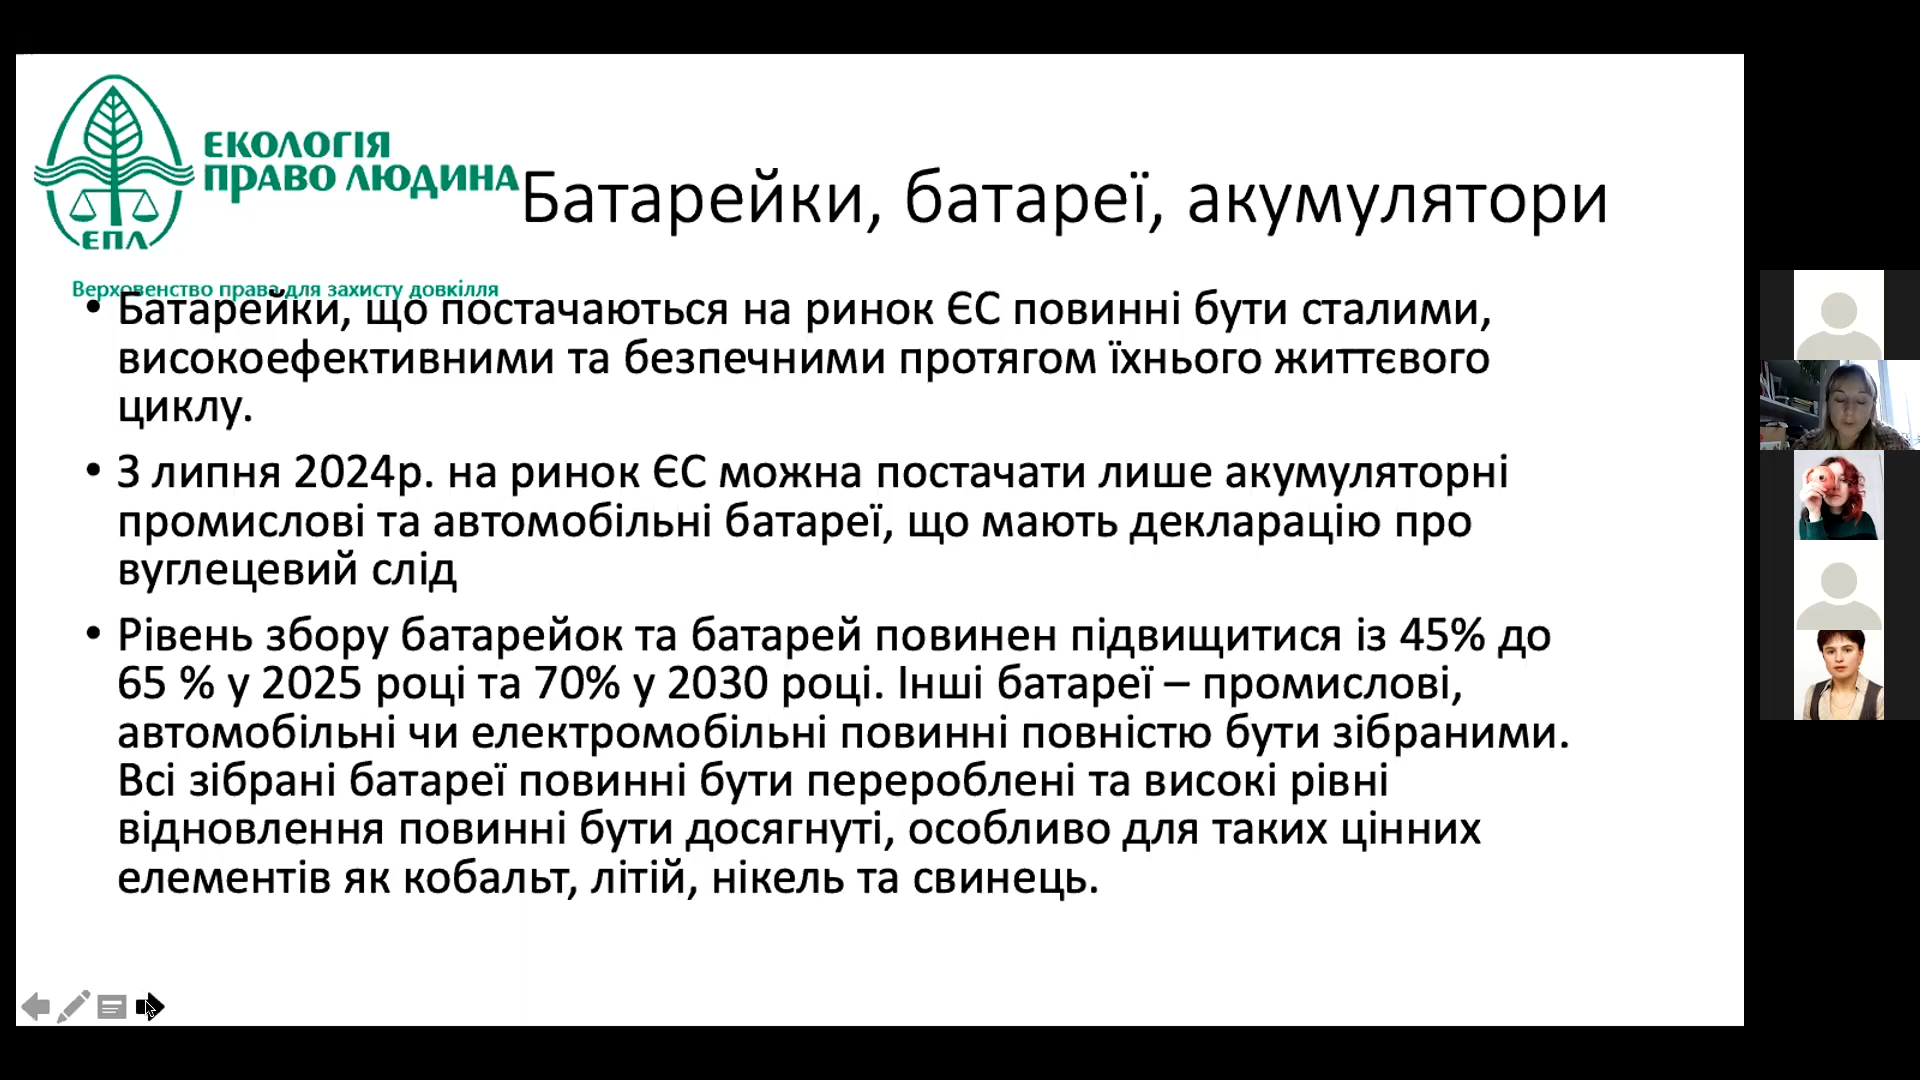 ЕКОЛОГІЯ
ПРАВО ЛЮДИНА
ЕПЛ
Верховенство права для захисту довкілля
Батарейки, батареї, акумулятори
• Батарейки, що постачаються на ринок ЄС повинні бути сталими,
високоефективними та безпечними протягом їхнього життєвого
циклу.
• З липня 2024р. на ринок ЄС можна постачати лише акумуляторні
промислові та автомобільні батареї, що мають декларацію про
вуглецевий слід
• Рівень збору батарейок та батарей повинен підвищитися із 45% до
65 % у 2025 році та 70% у 2030 році. Інші батареї – промислові,
автомобільні чи електромобільні повинні повністю бути зібраними.
Всі зібрані батареї повинні бути перероблені та високі рівні
відновлення повинні бути досягнуті, особливо для таких цінних
елементів як кобальт, літій, нікель та свинець.